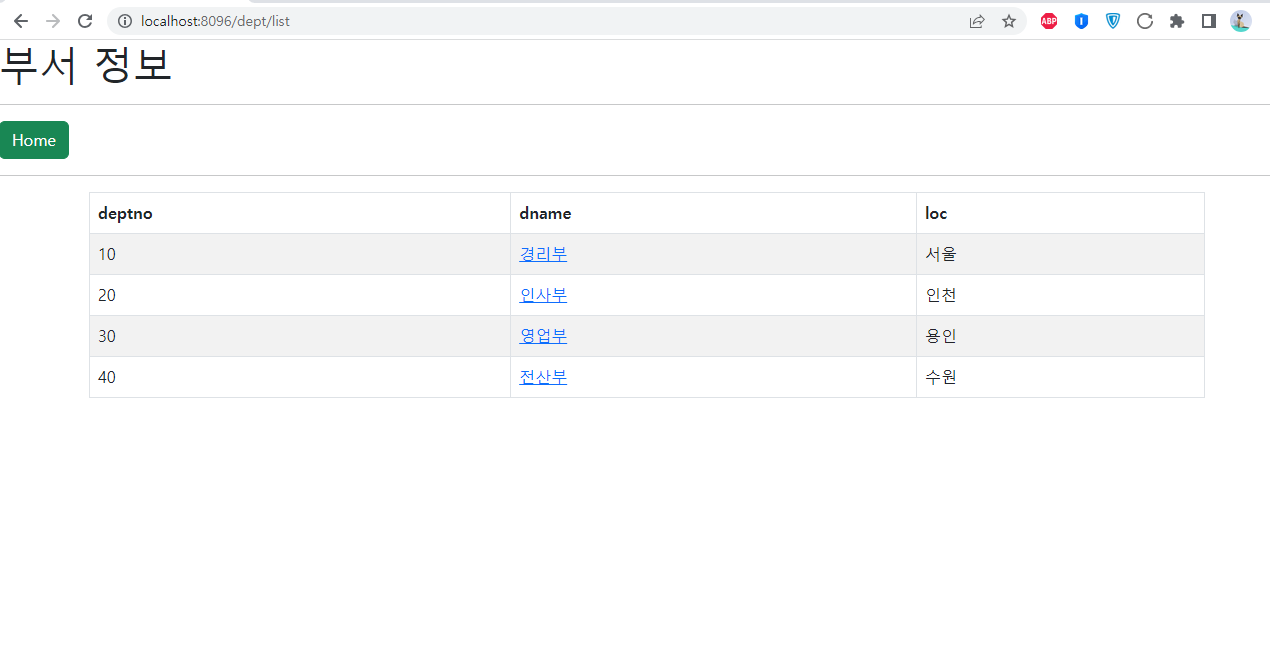 localhost:8096/dept/list
ABP
부서 정보
Home
deptno dname loc
10 경리부 서울
20 인사부 인천
30 영업부 용인
40 전산부 수원